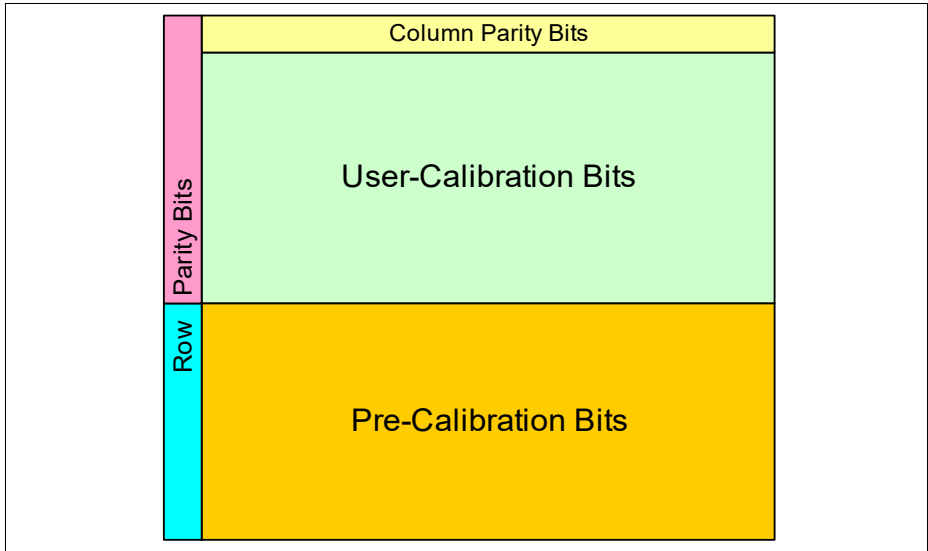 Column Parity Bits
User-Calibration Bits
Row Parity Bits
Pre-Calibration Bits